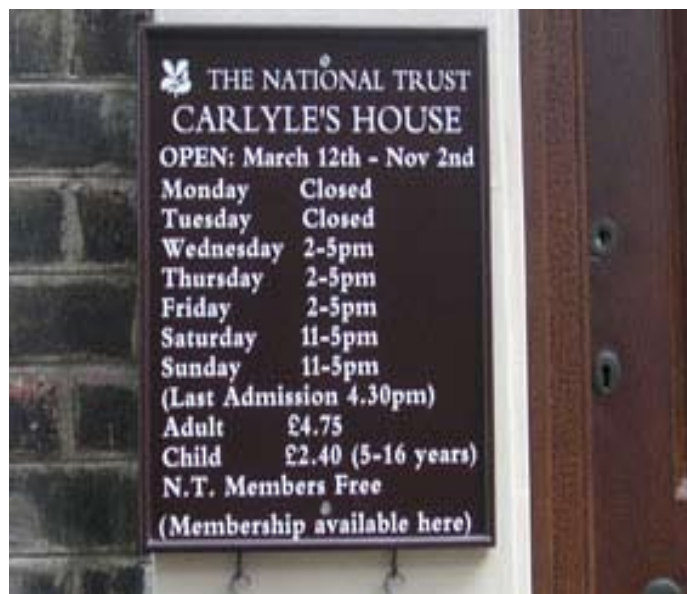 THE NATIONAL TRUST
CARLYLE'S HOUSE
OPEN: March 12th - Nov 2nd
Monday Closed
Tuesday Closed
Wednesday 2-5pm
Thursday 2-5pm
Friday 2-5pm
Saturday 11-5pm
Sunday 11-5pm
(Last Admission 4.30pm)
Adult £4.75
Child £2.40 (5-16 years)
N.T. Members Free
(Membership available here)